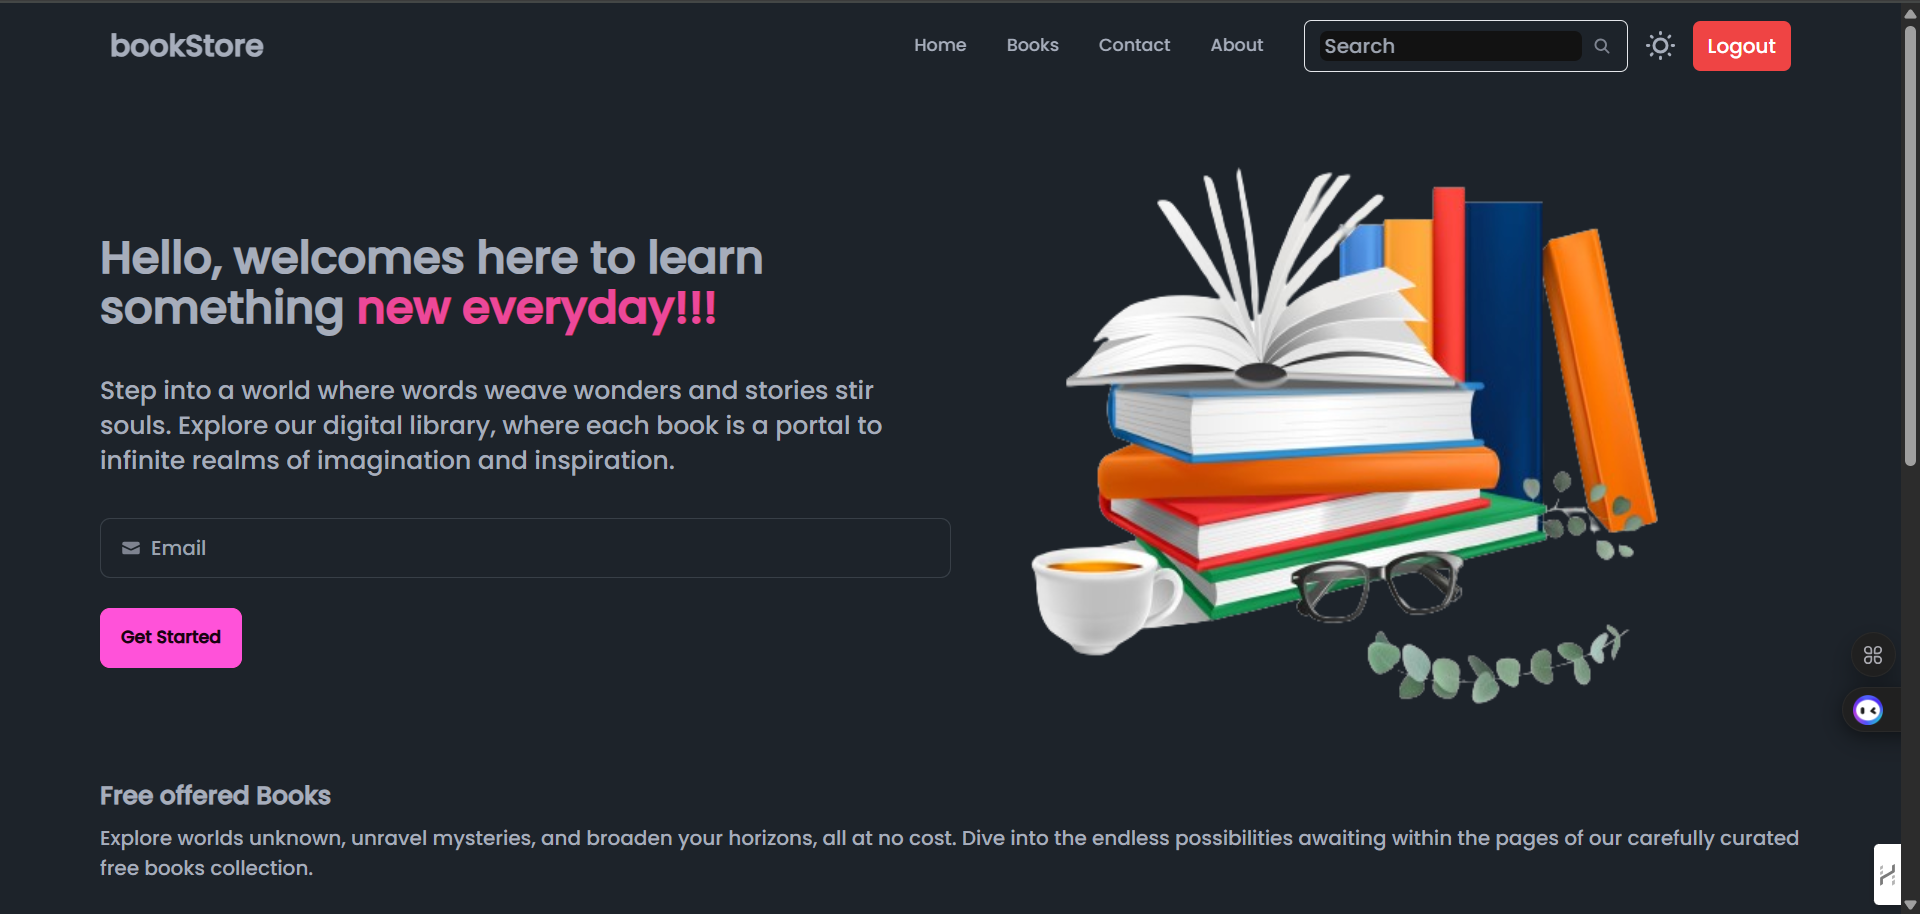 bookStore
Home
Books
Contact
About
Search
Logout
Hello, welcomes here to learn
something new everyday!!!
Step into a world where words weave wonders and stories stir
souls. Explore our digital library, where each book is a portal to
infinite realms of imagination and inspiration.
Email
Get Started
Free offered Books
Explore worlds unknown, unravel mysteries, and broaden your horizons, all at no cost. Dive into the endless possibilities awaiting within the pages of our carefully curated
free books collection.